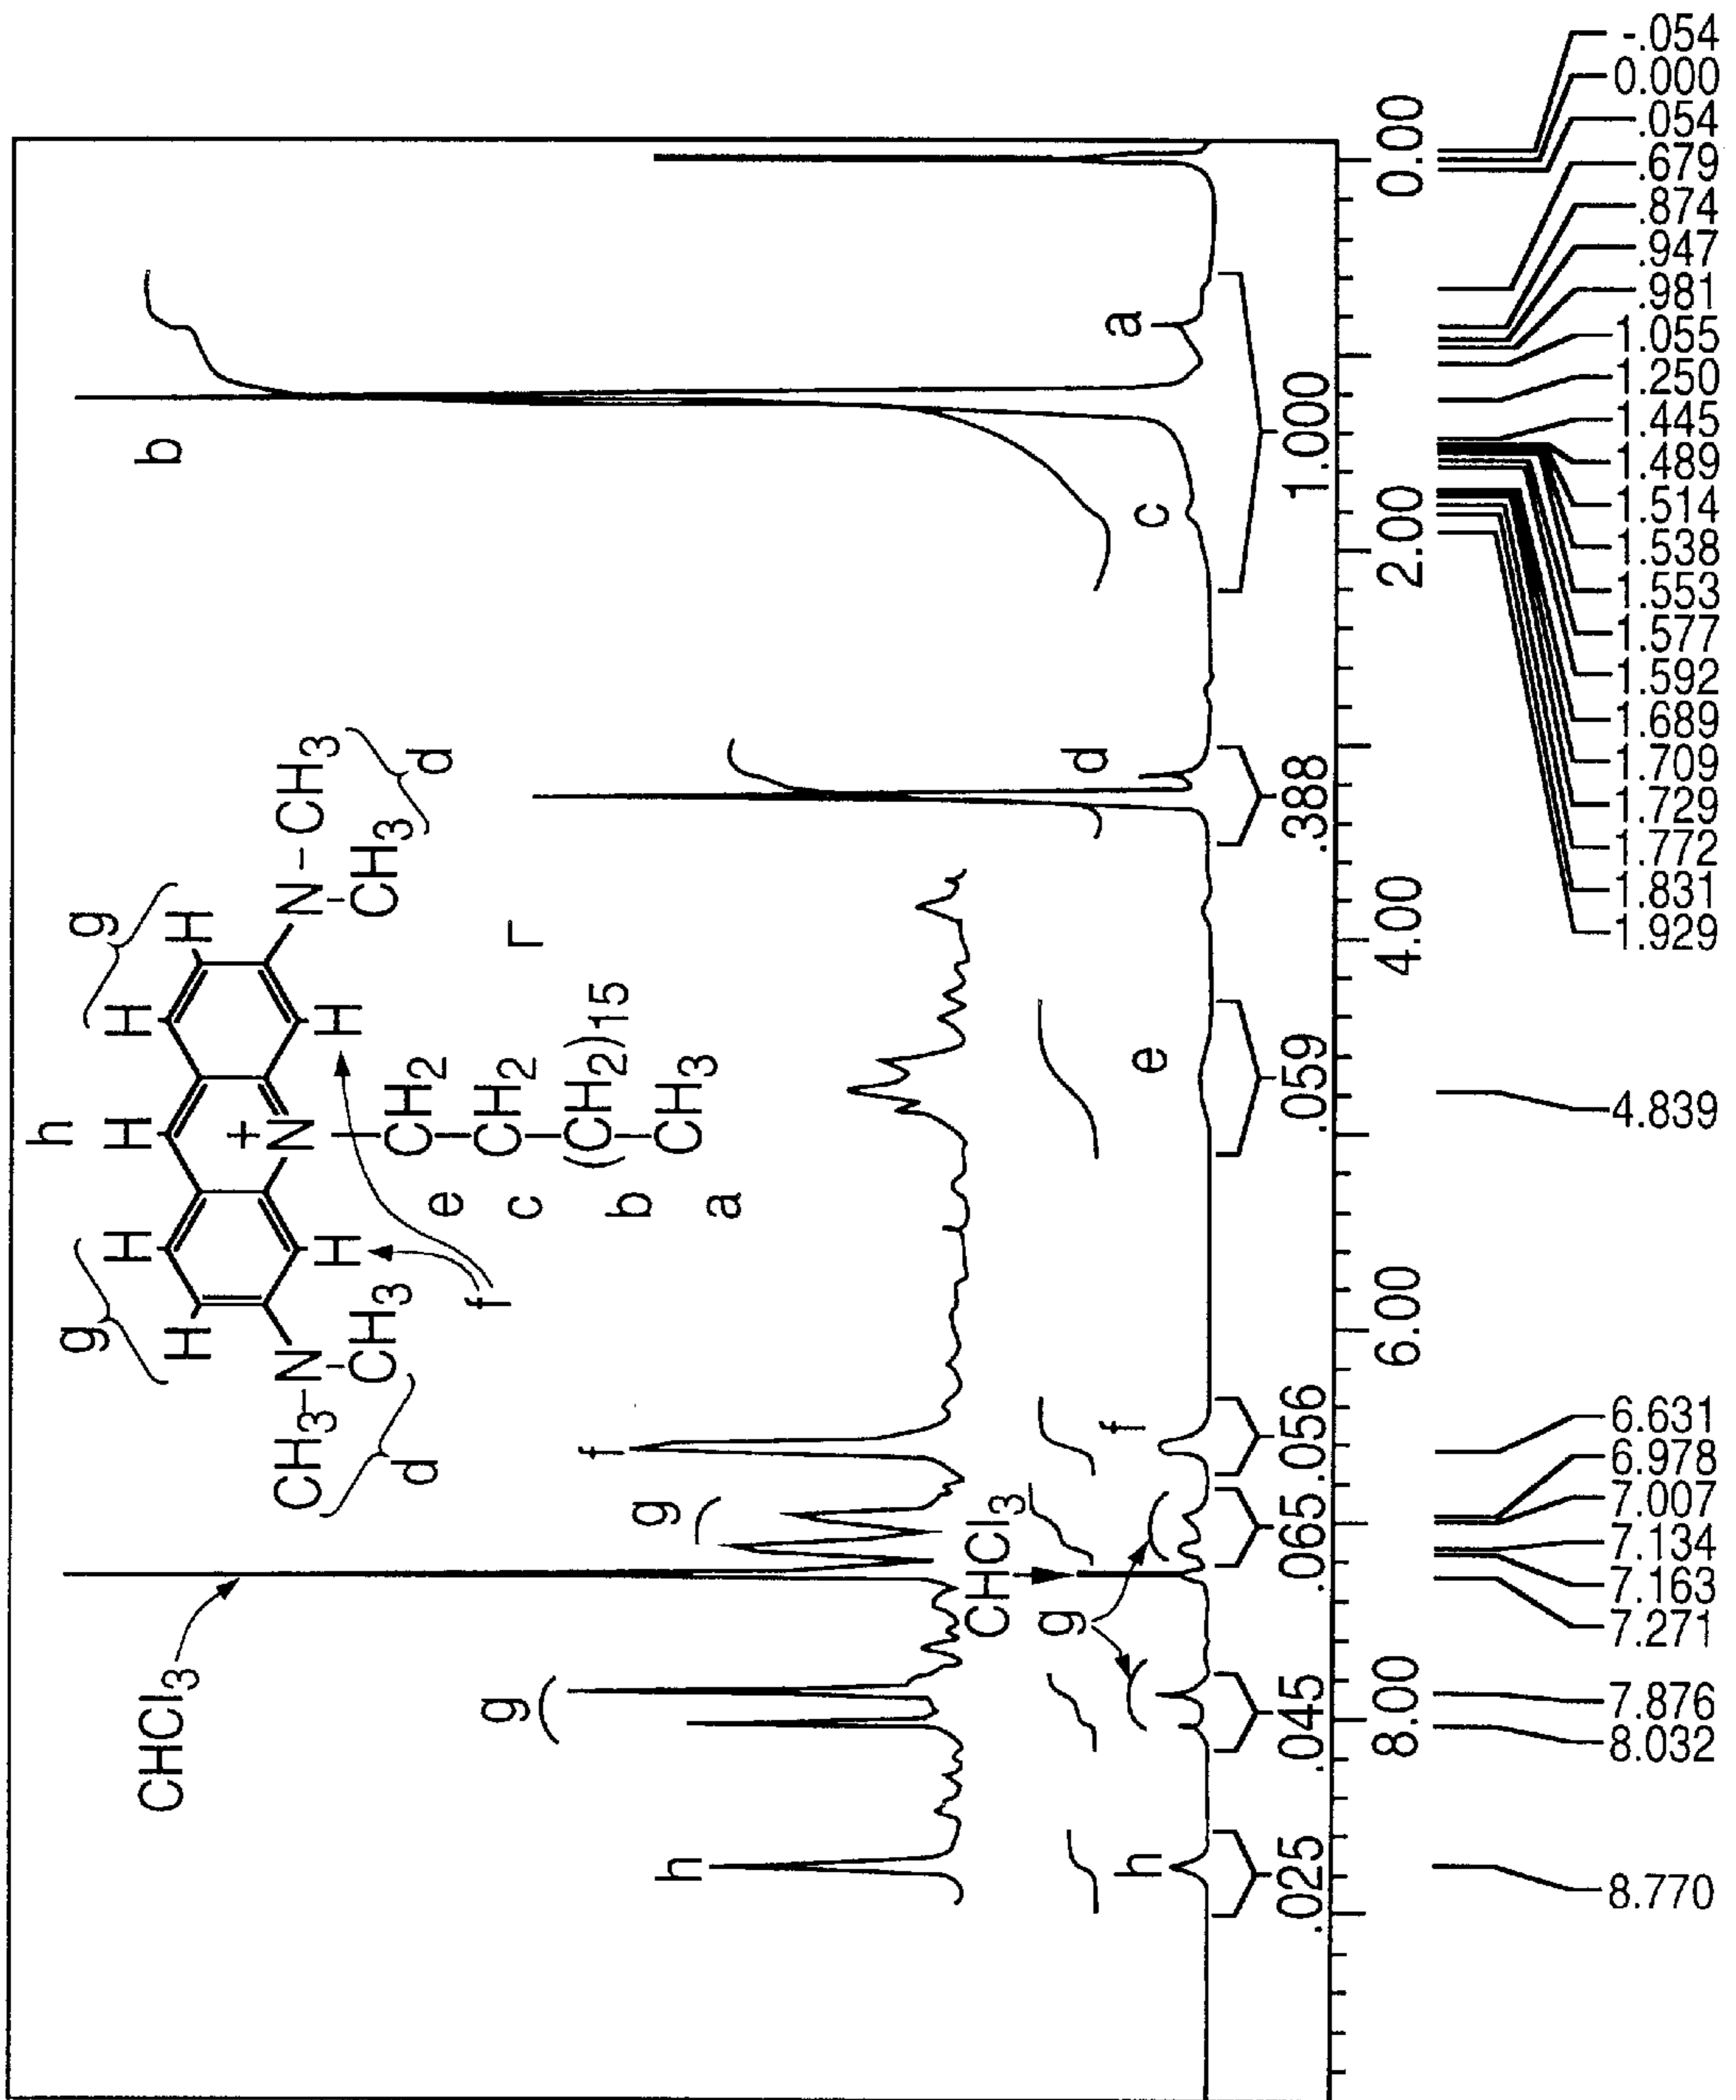 h
g
g
H
H
H
H
H
CH3-N
+
N
N-CH3
CH3
H
H
CH3
d
d
f
e
CH2
c
CH2
b
(CH2)15
a
CH3
CHCl3
h
g
g
f
b
CHCl3
h
g
f
e
d
c
a
.025
.045
.065
.056
.059
.388
1.000
8.00
6.00
4.00
2.00
0.00
-.054
0.000
.054
.679
.874
.947
.981
1.055
1.250
1.445
1.489
1.514
1.538
1.553
1.577
1.592
1.689
1.709
1.729
1.772
1.831
1.929
4.839
6.631
6.978
7.007
7.134
7.163
7.271
7.876
8.032
8.770